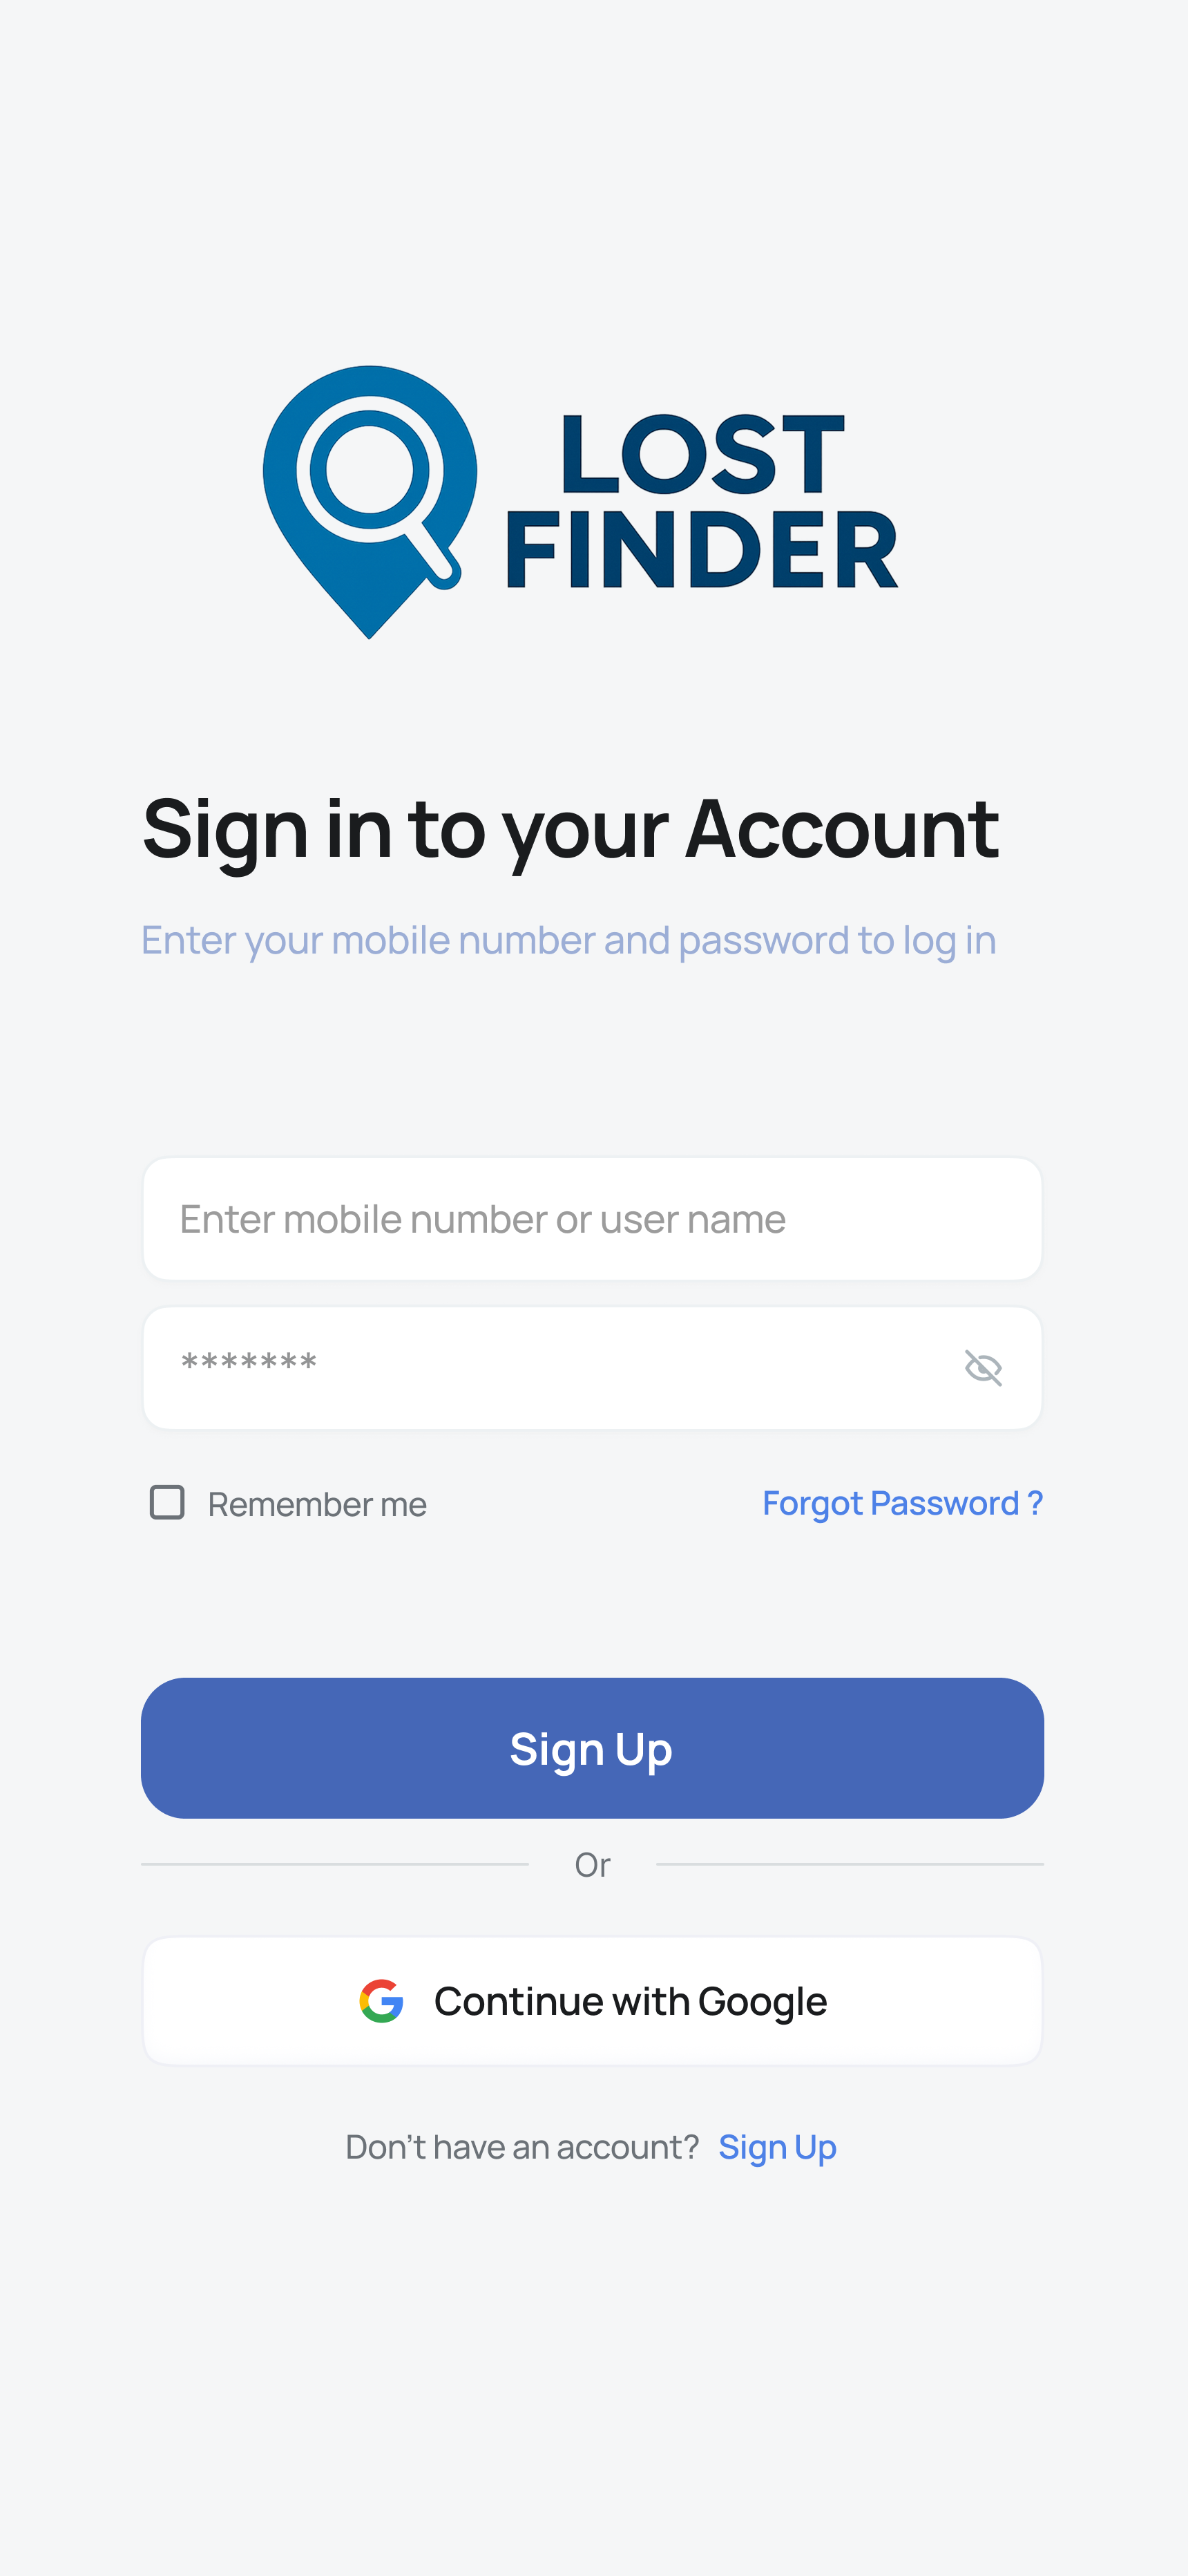 LOST
FINDER
Sign in to your Account
Enter your mobile number and password to log in
Enter mobile number or user name
*******
Remember me
Forgot Password ?
Sign Up
Or
Continue with Google
Don’t have an account? Sign Up